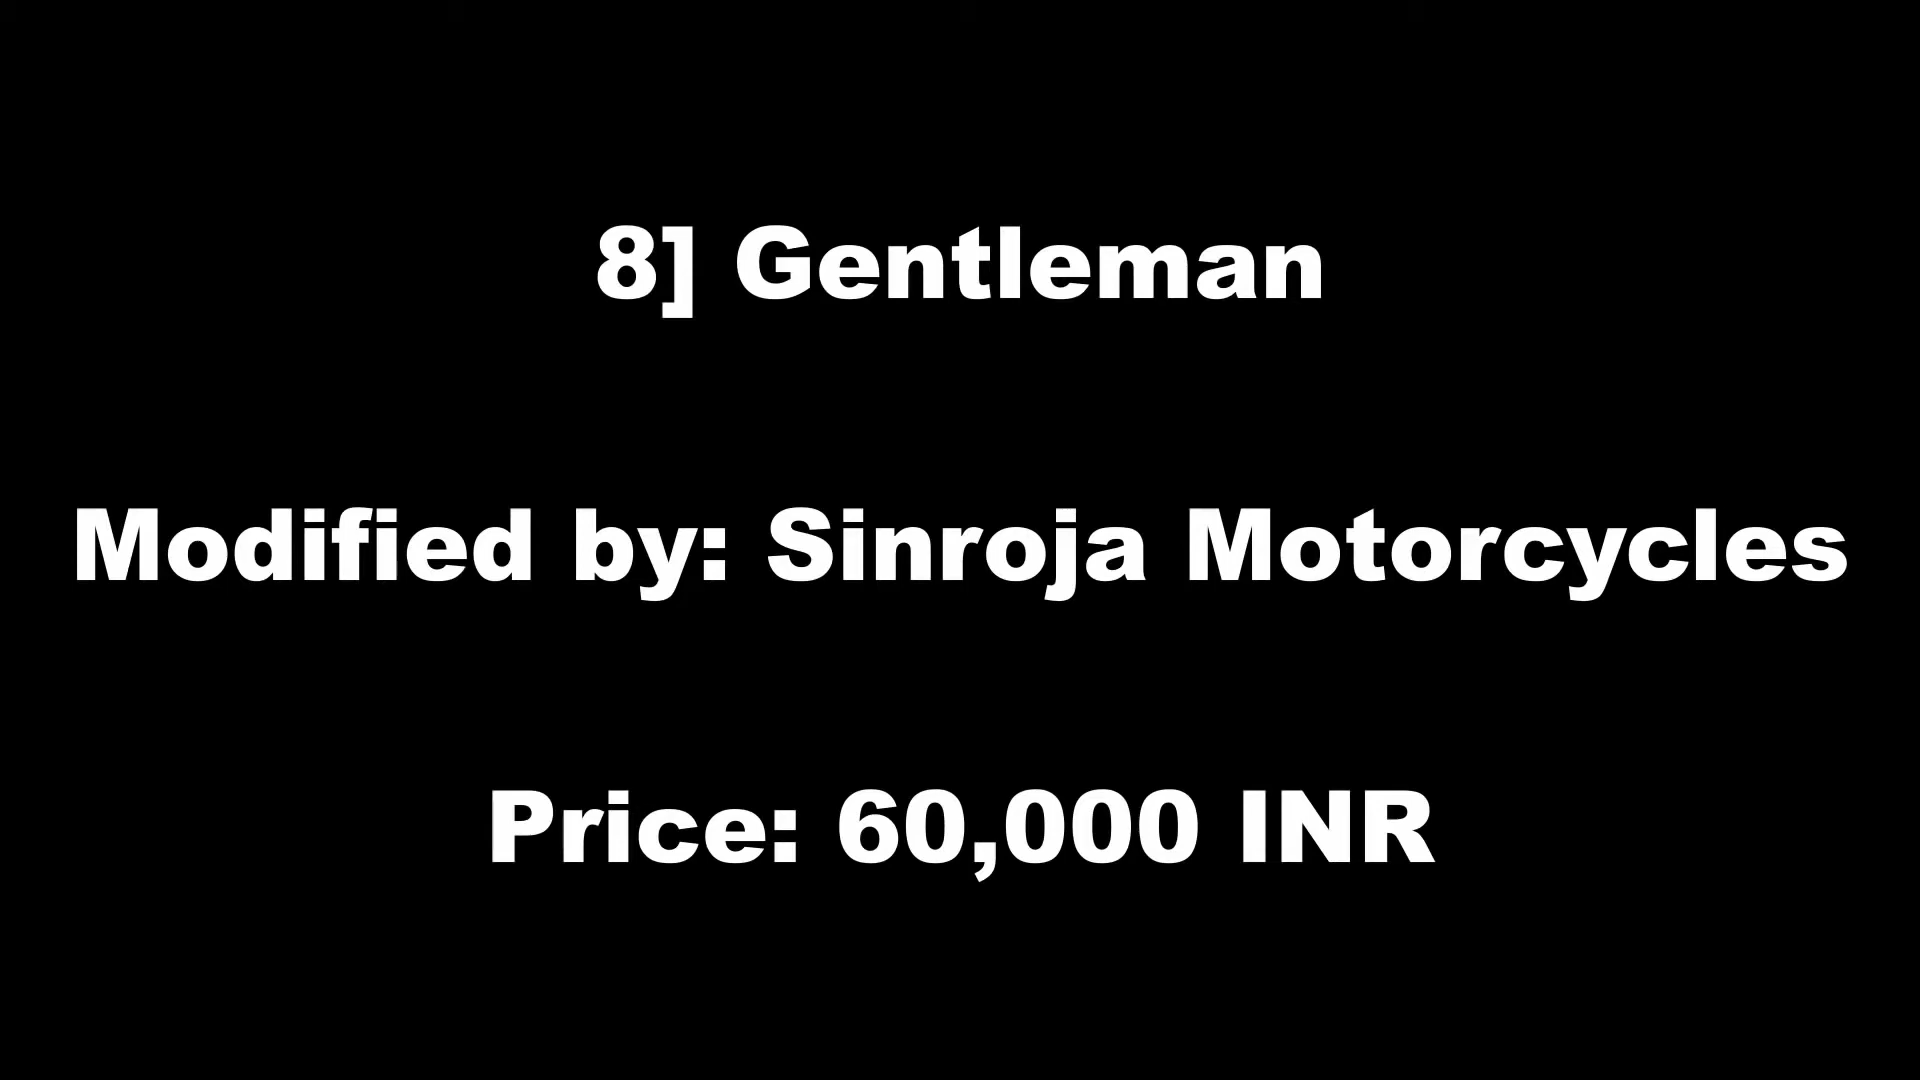 8] Gentleman
Modified by: Sinroja Motorcycles
Price: 60,000 INR